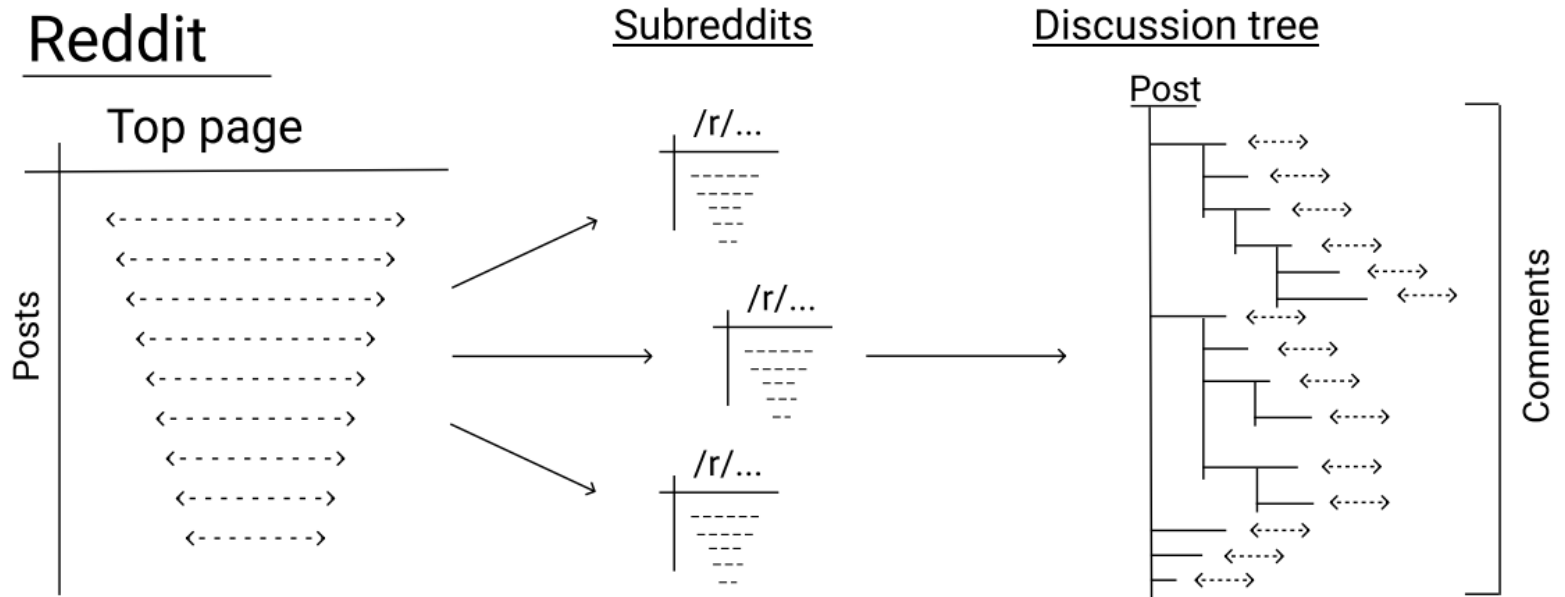 Reddit
Top page
Posts
Subreddits
/r/...
/r/...
/r/...
Discussion tree
Post
Comments